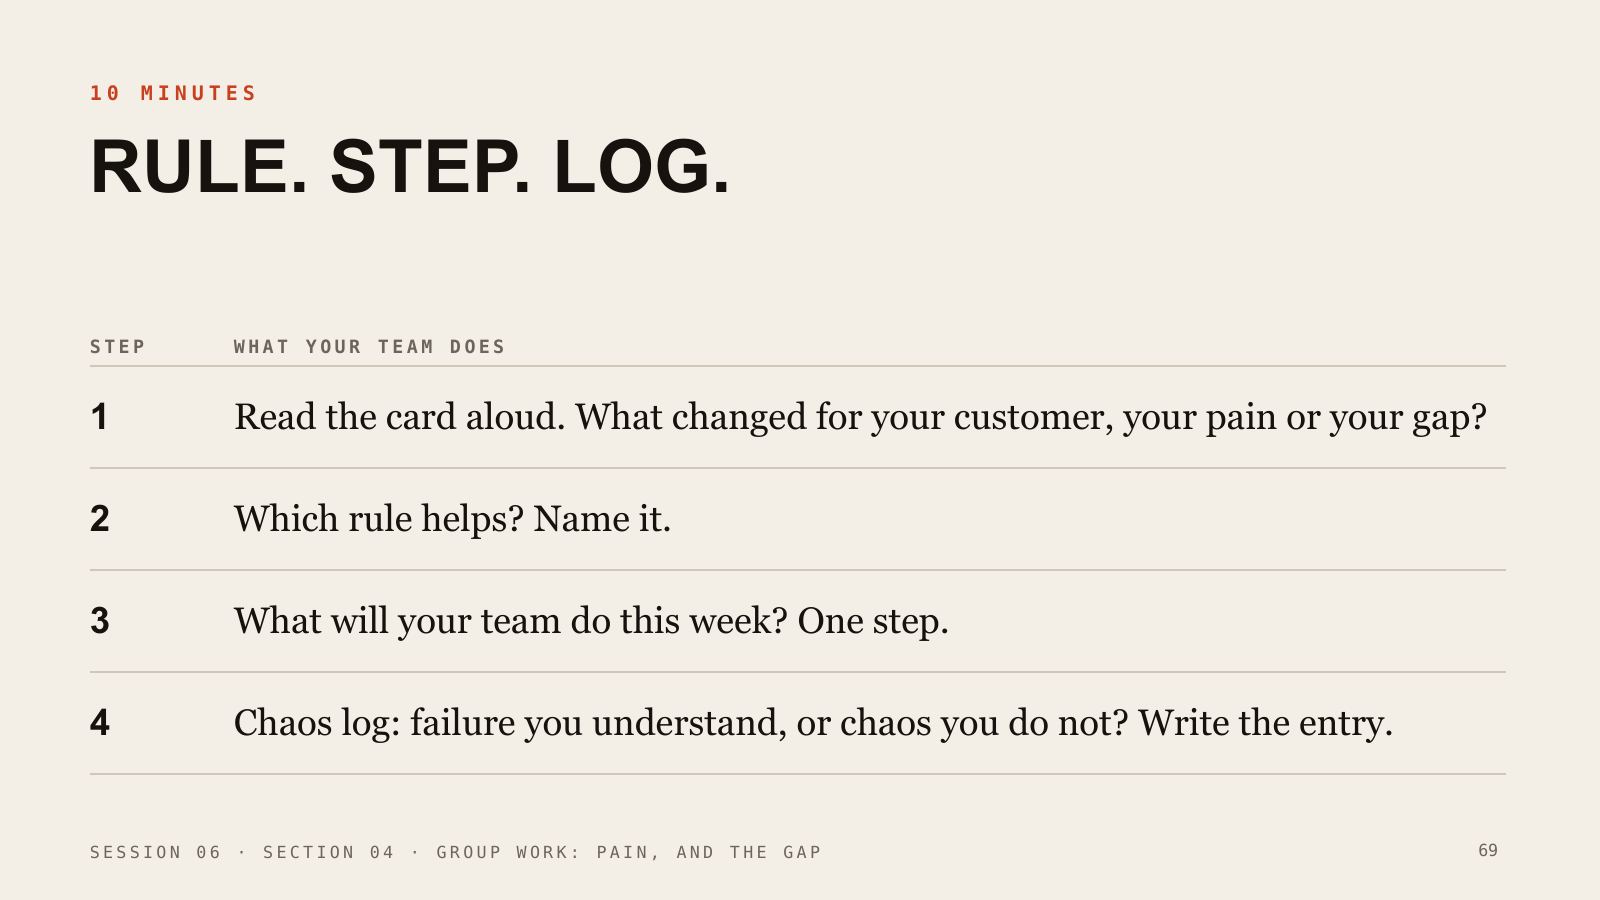 10 MINUTES
RULE. STEP. LOG.
STEP WHAT YOUR TEAM DOES
1 Read the card aloud. What changed for your customer, your pain or your gap?
2 Which rule helps? Name it.
3 What will your team do this week? One step.
4 Chaos log: failure you understand, or chaos you do not? Write the entry.
SESSION 06 · SECTION 04 · GROUP WORK: PAIN, AND THE GAP 69